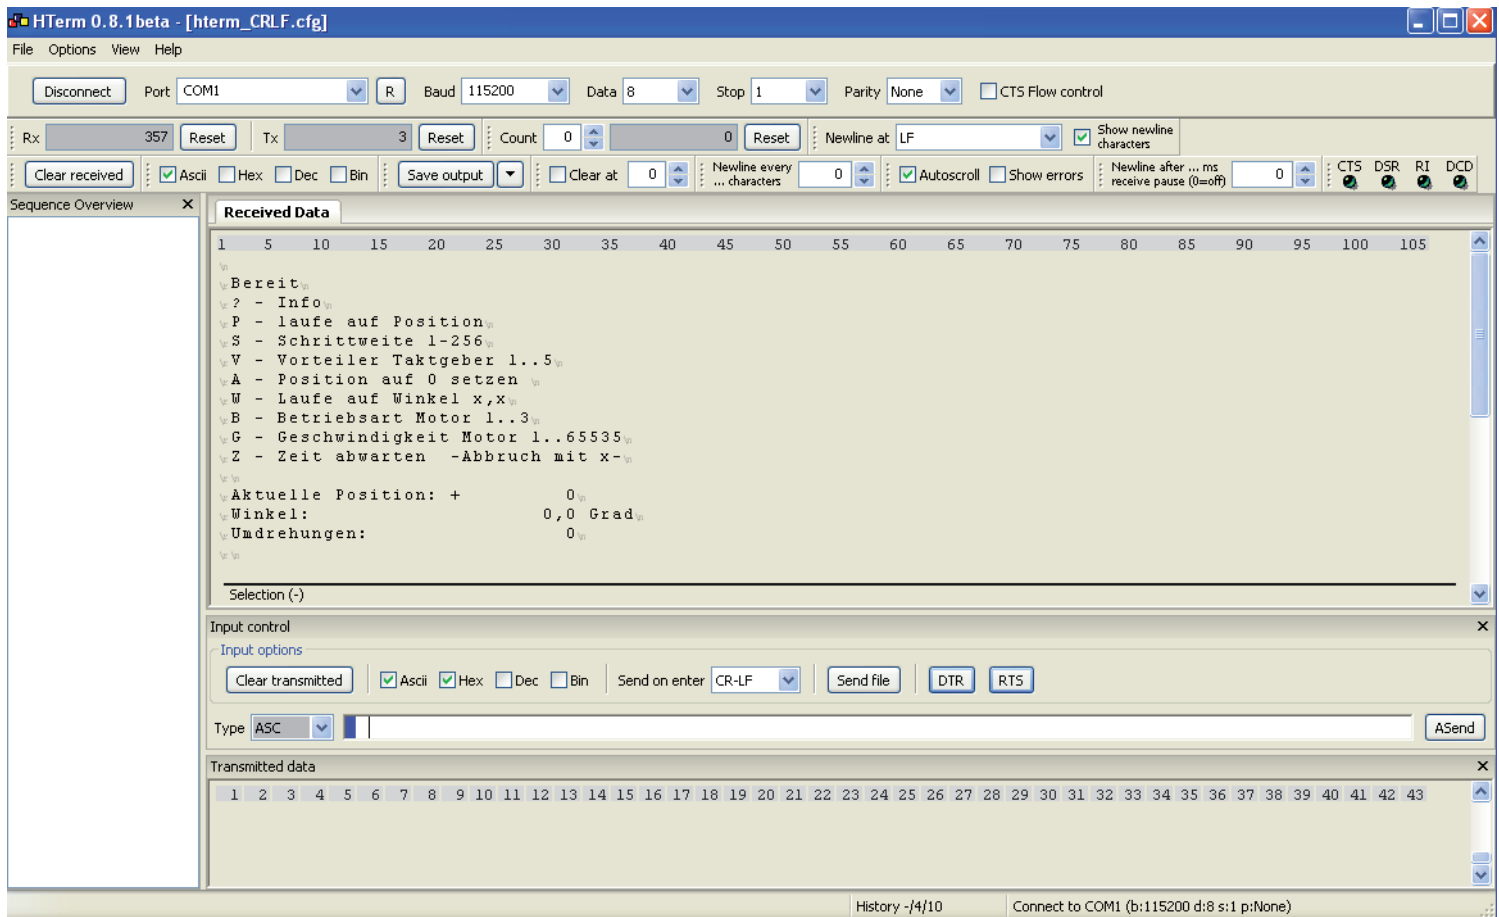 HTerm 0.8.1beta - [hterm_CRLF.cfg]
File Options View Help
Disconnect Port COM1 R Baud 115200 Data 8 Stop 1 Parity None CTS Flow control
Rx 357 Reset Tx 3 Reset Count 0 0 Reset Newline at LF Show newline characters
Clear received Ascii Hex Dec Bin Save output Clear at 0 Newline every ... characters 0 Autoscroll Show errors Newline after ... ms receive pause (0=off) 0 CTS DSR RI DCD
Sequence Overview
Received Data
1 5 10 15 20 25 30 35 40 45 50 55 60 65 70 75 80 85 90 95 100 105
\n
\r Bereit\n
\r ? - Info\n
\r P - laufe auf Position\n
\r S - Schrittweite 1-256\n
\r V - Vorteiler Taktgeber 1..5\n
\r A - Position auf 0 setzen \n
\r W - Laufe auf Winkel x,x\n
\r B - Betriebsart Motor 1..3\n
\r G - Geschwindigkeit Motor 1..65535\n
\r Z - Zeit abwarten -Abbruch mit x-\n
\r \n
\r Aktuelle Position: + 0\n
\r Winkel: 0,0 Grad\n
\r Umdrehungen: 0\n
\r \n
Selection (-)
Input control
Input options
Clear transmitted Ascii Hex Dec Bin Send on enter CR-LF Send file DTR RTS
Type ASC ASend
Transmitted data
1 2 3 4 5 6 7 8 9 10 11 12 13 14 15 16 17 18 19 20 21 22 23 24 25 26 27 28 29 30 31 32 33 34 35 36 37 38 39 40 41 42 43
History -/4/10 Connect to COM1 (b:115200 d:8 s:1 p:None)